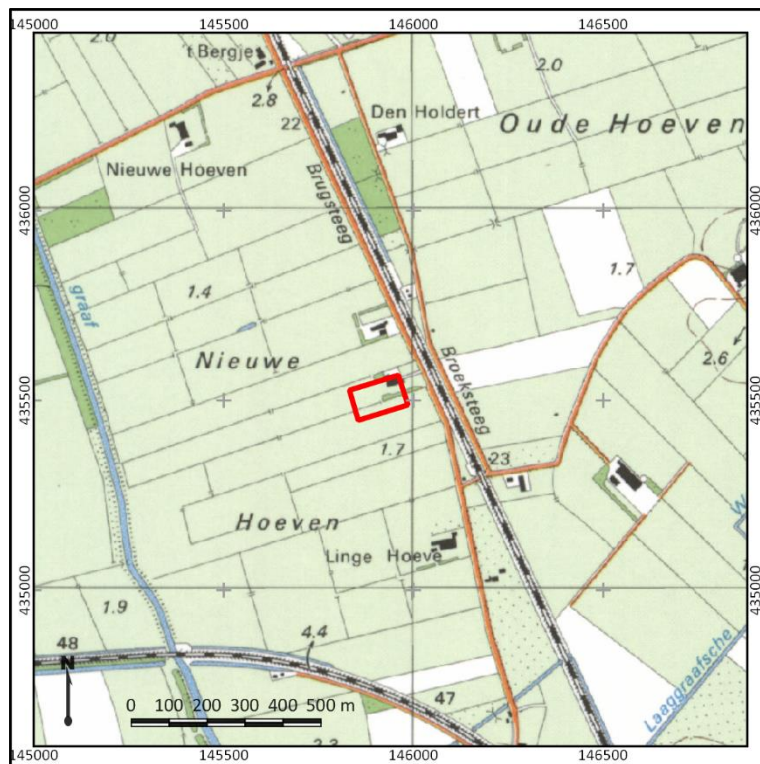 145000
145500
146000
146500
2.0
't Bergje
2.8
22
Den Holdert
2.0
Oude Hoeven
Nieuwe Hoeven
Brugsteeg
436000
436000
graaf
1.4
1.7
Nieuwe
2.6
Broeksteeg
435500
435500
1.7
23
Hoeven
Linge Hoeve
W
435000
435000
1.9
4.4
48
N
47
Laaggraafsche
0 100 200 300 400 500 m
2.3
145000
145500
146000
146500